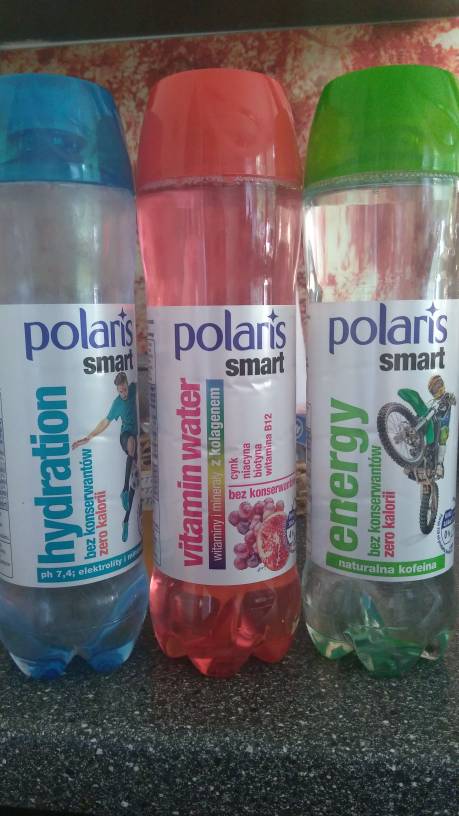 polaris
smart
hydration
bez konserwantów
zero kalorii
ph 7,4; elektrolity i
polaris
smart
vitamin water
witaminy i minerały z kolagenem
cynk
niacyna
biotyna
witamina B12
bez konserwantów
polaris
smart
energy
bez konserwantów
zero kalorii
naturalna kofeina